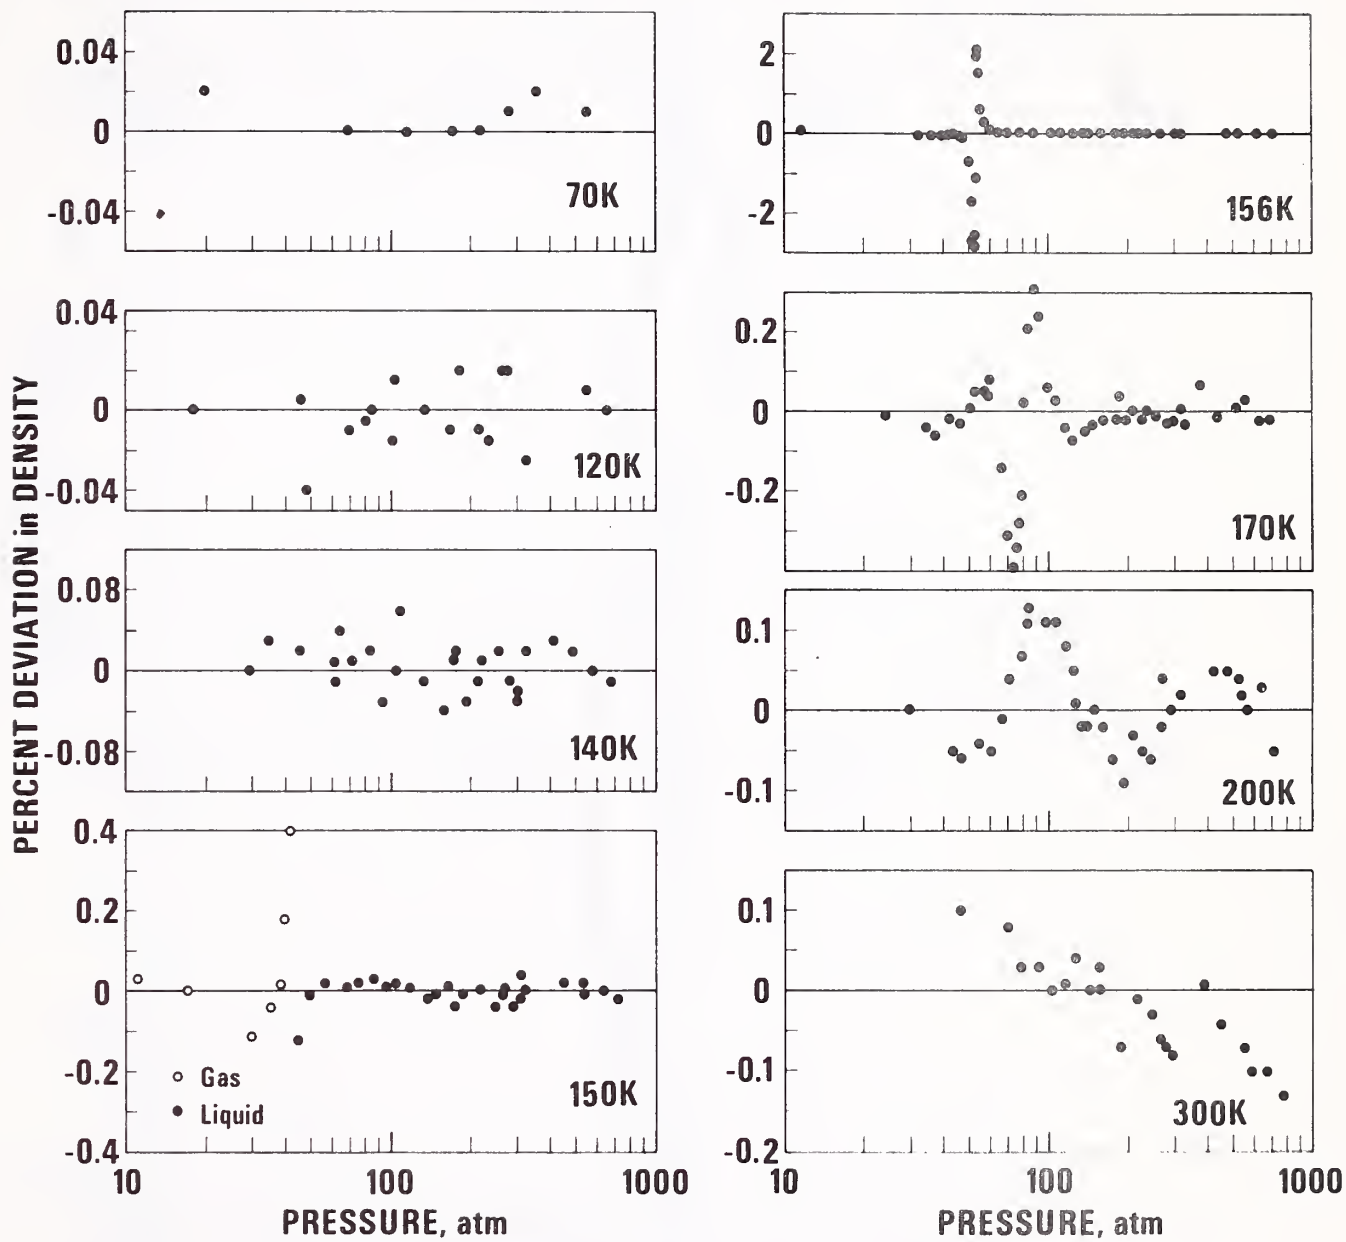 PERCENT DEVIATION in DENSITY
0.04
0
-0.04
70K
0.04
0
-0.04
120K
0.08
0
-0.08
140K
0.4
0.2
0
-0.2
-0.4
Gas
Liquid
150K
10 100 1000
PRESSURE, atm
2
0
-2
156K
0.2
0
-0.2
170K
0.1
0
-0.1
200K
0.1
0
-0.1
-0.2
300K
10 100 1000
PRESSURE, atm